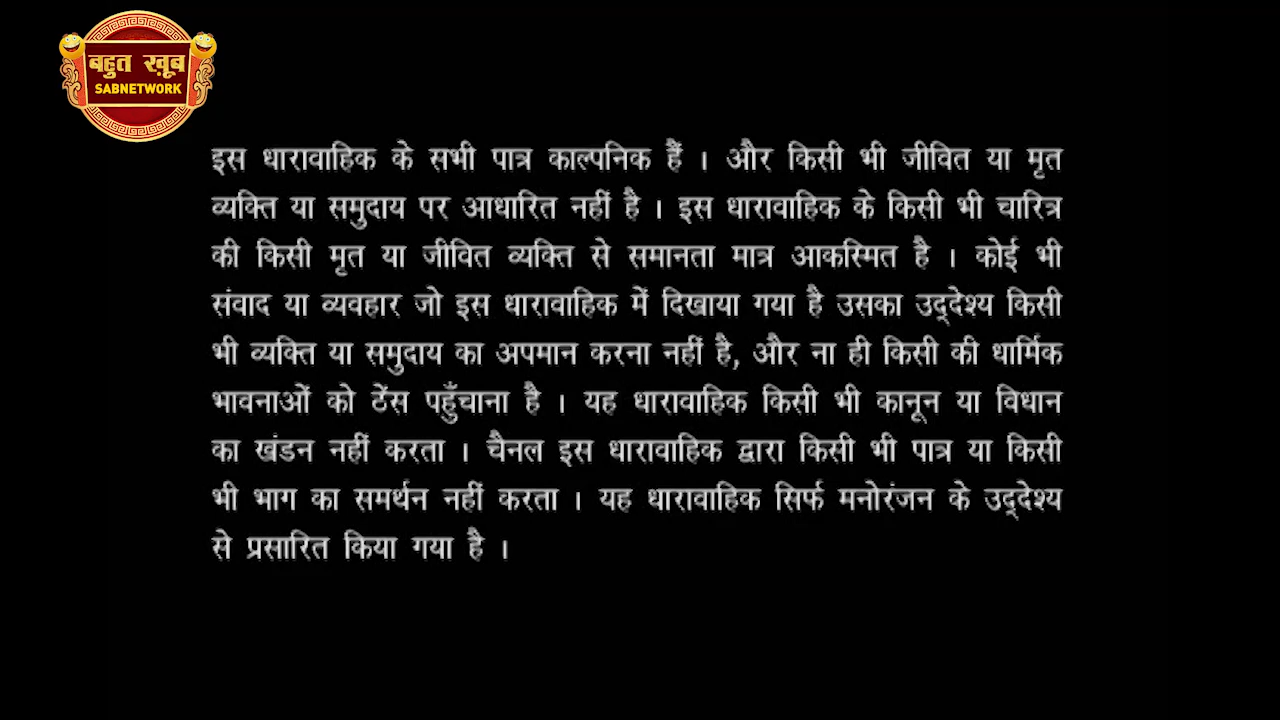 बहुत ख़ूब
SABNETWORK
इस धारावाहिक के सभी पात्र काल्पनिक हैं । और किसी भी जीवित या मृत
व्यक्ति या समुदाय पर आधारित नहीं है । इस धारावाहिक के किसी भी चारित्र
की किसी मृत या जीवित व्यक्ति से समानता मात्र आकस्मित है । कोई भी
संवाद या व्यवहार जो इस धारावाहिक में दिखाया गया है उसका उद्देश्य किसी
भी व्यक्ति या समुदाय का अपमान करना नहीं है, और ना ही किसी की धार्मिक
भावनाओं को टेंस पहुँचाना है । यह धारावाहिक किसी भी कानून या विधान
का खंडन नहीं करता । चैनल इस धारावाहिक द्वारा किसी भी पात्र या किसी
भी भाग का समर्थन नहीं करता । यह धारावाहिक सिर्फ मनोरंजन के उद्देश्य
से प्रसारित किया गया है ।